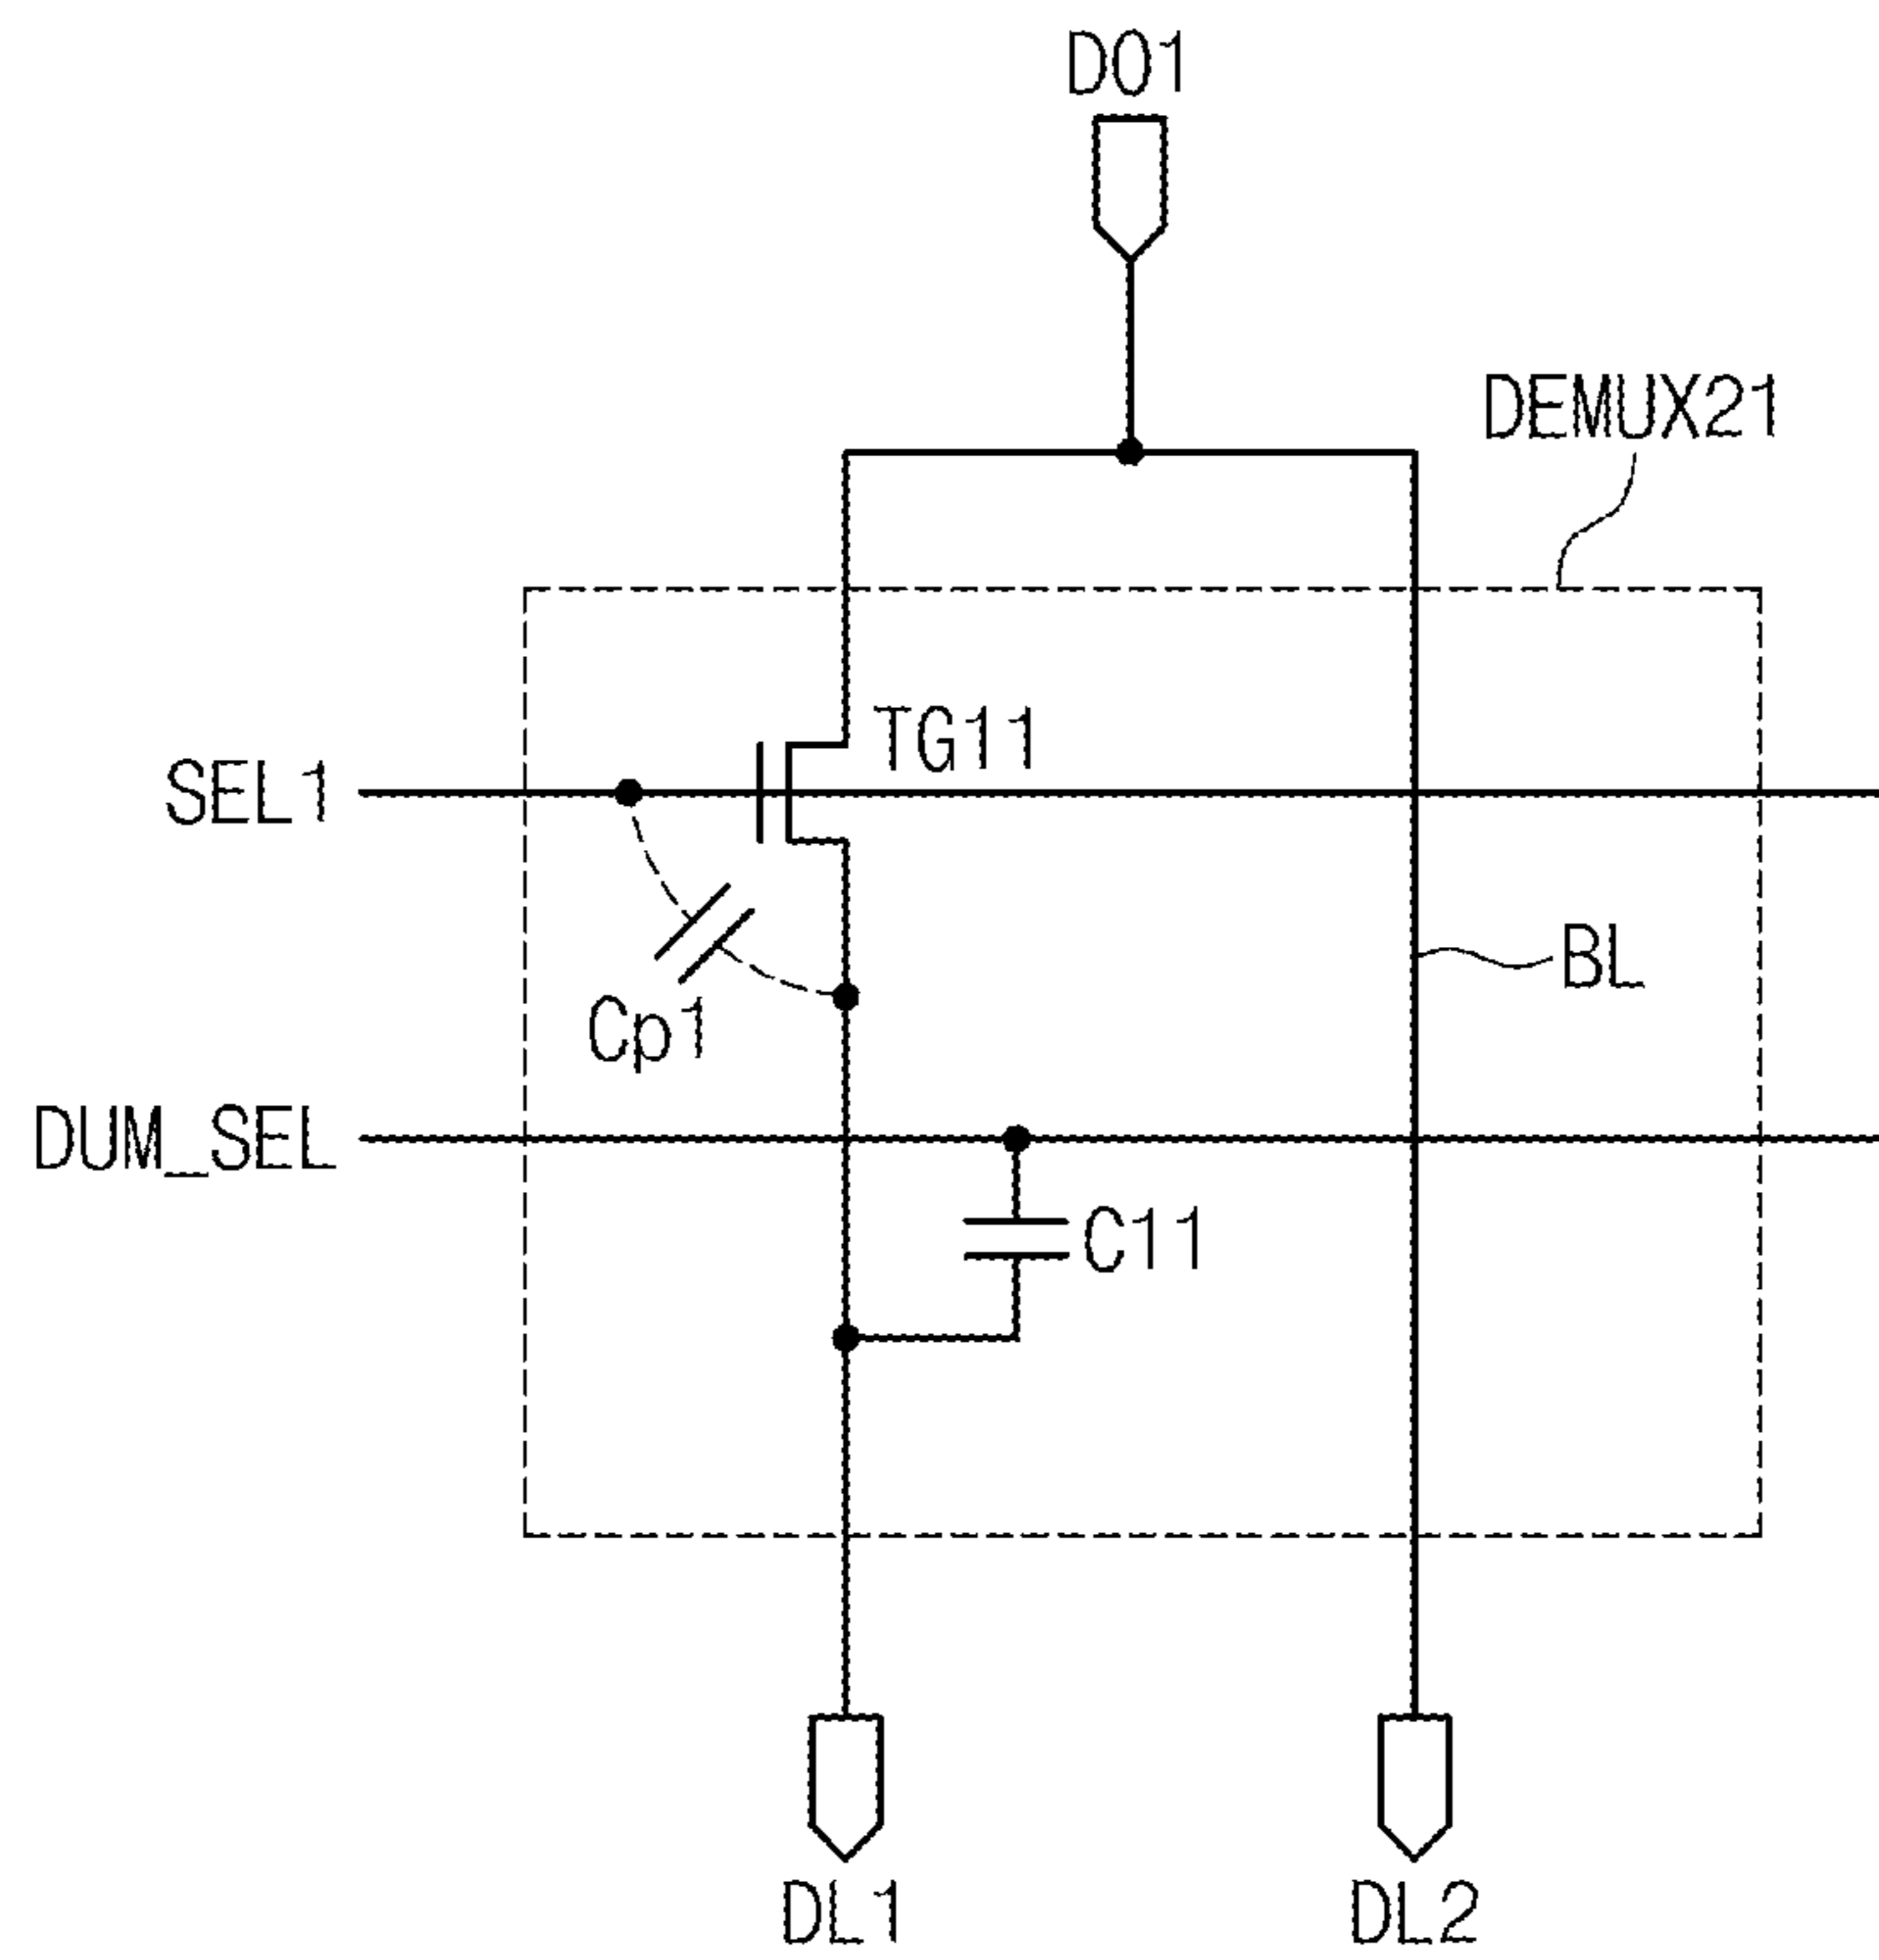 DO1
DEMUX21
TG11
SEL1
BL
Cp1
DUM_SEL
C11
DL1
DL2